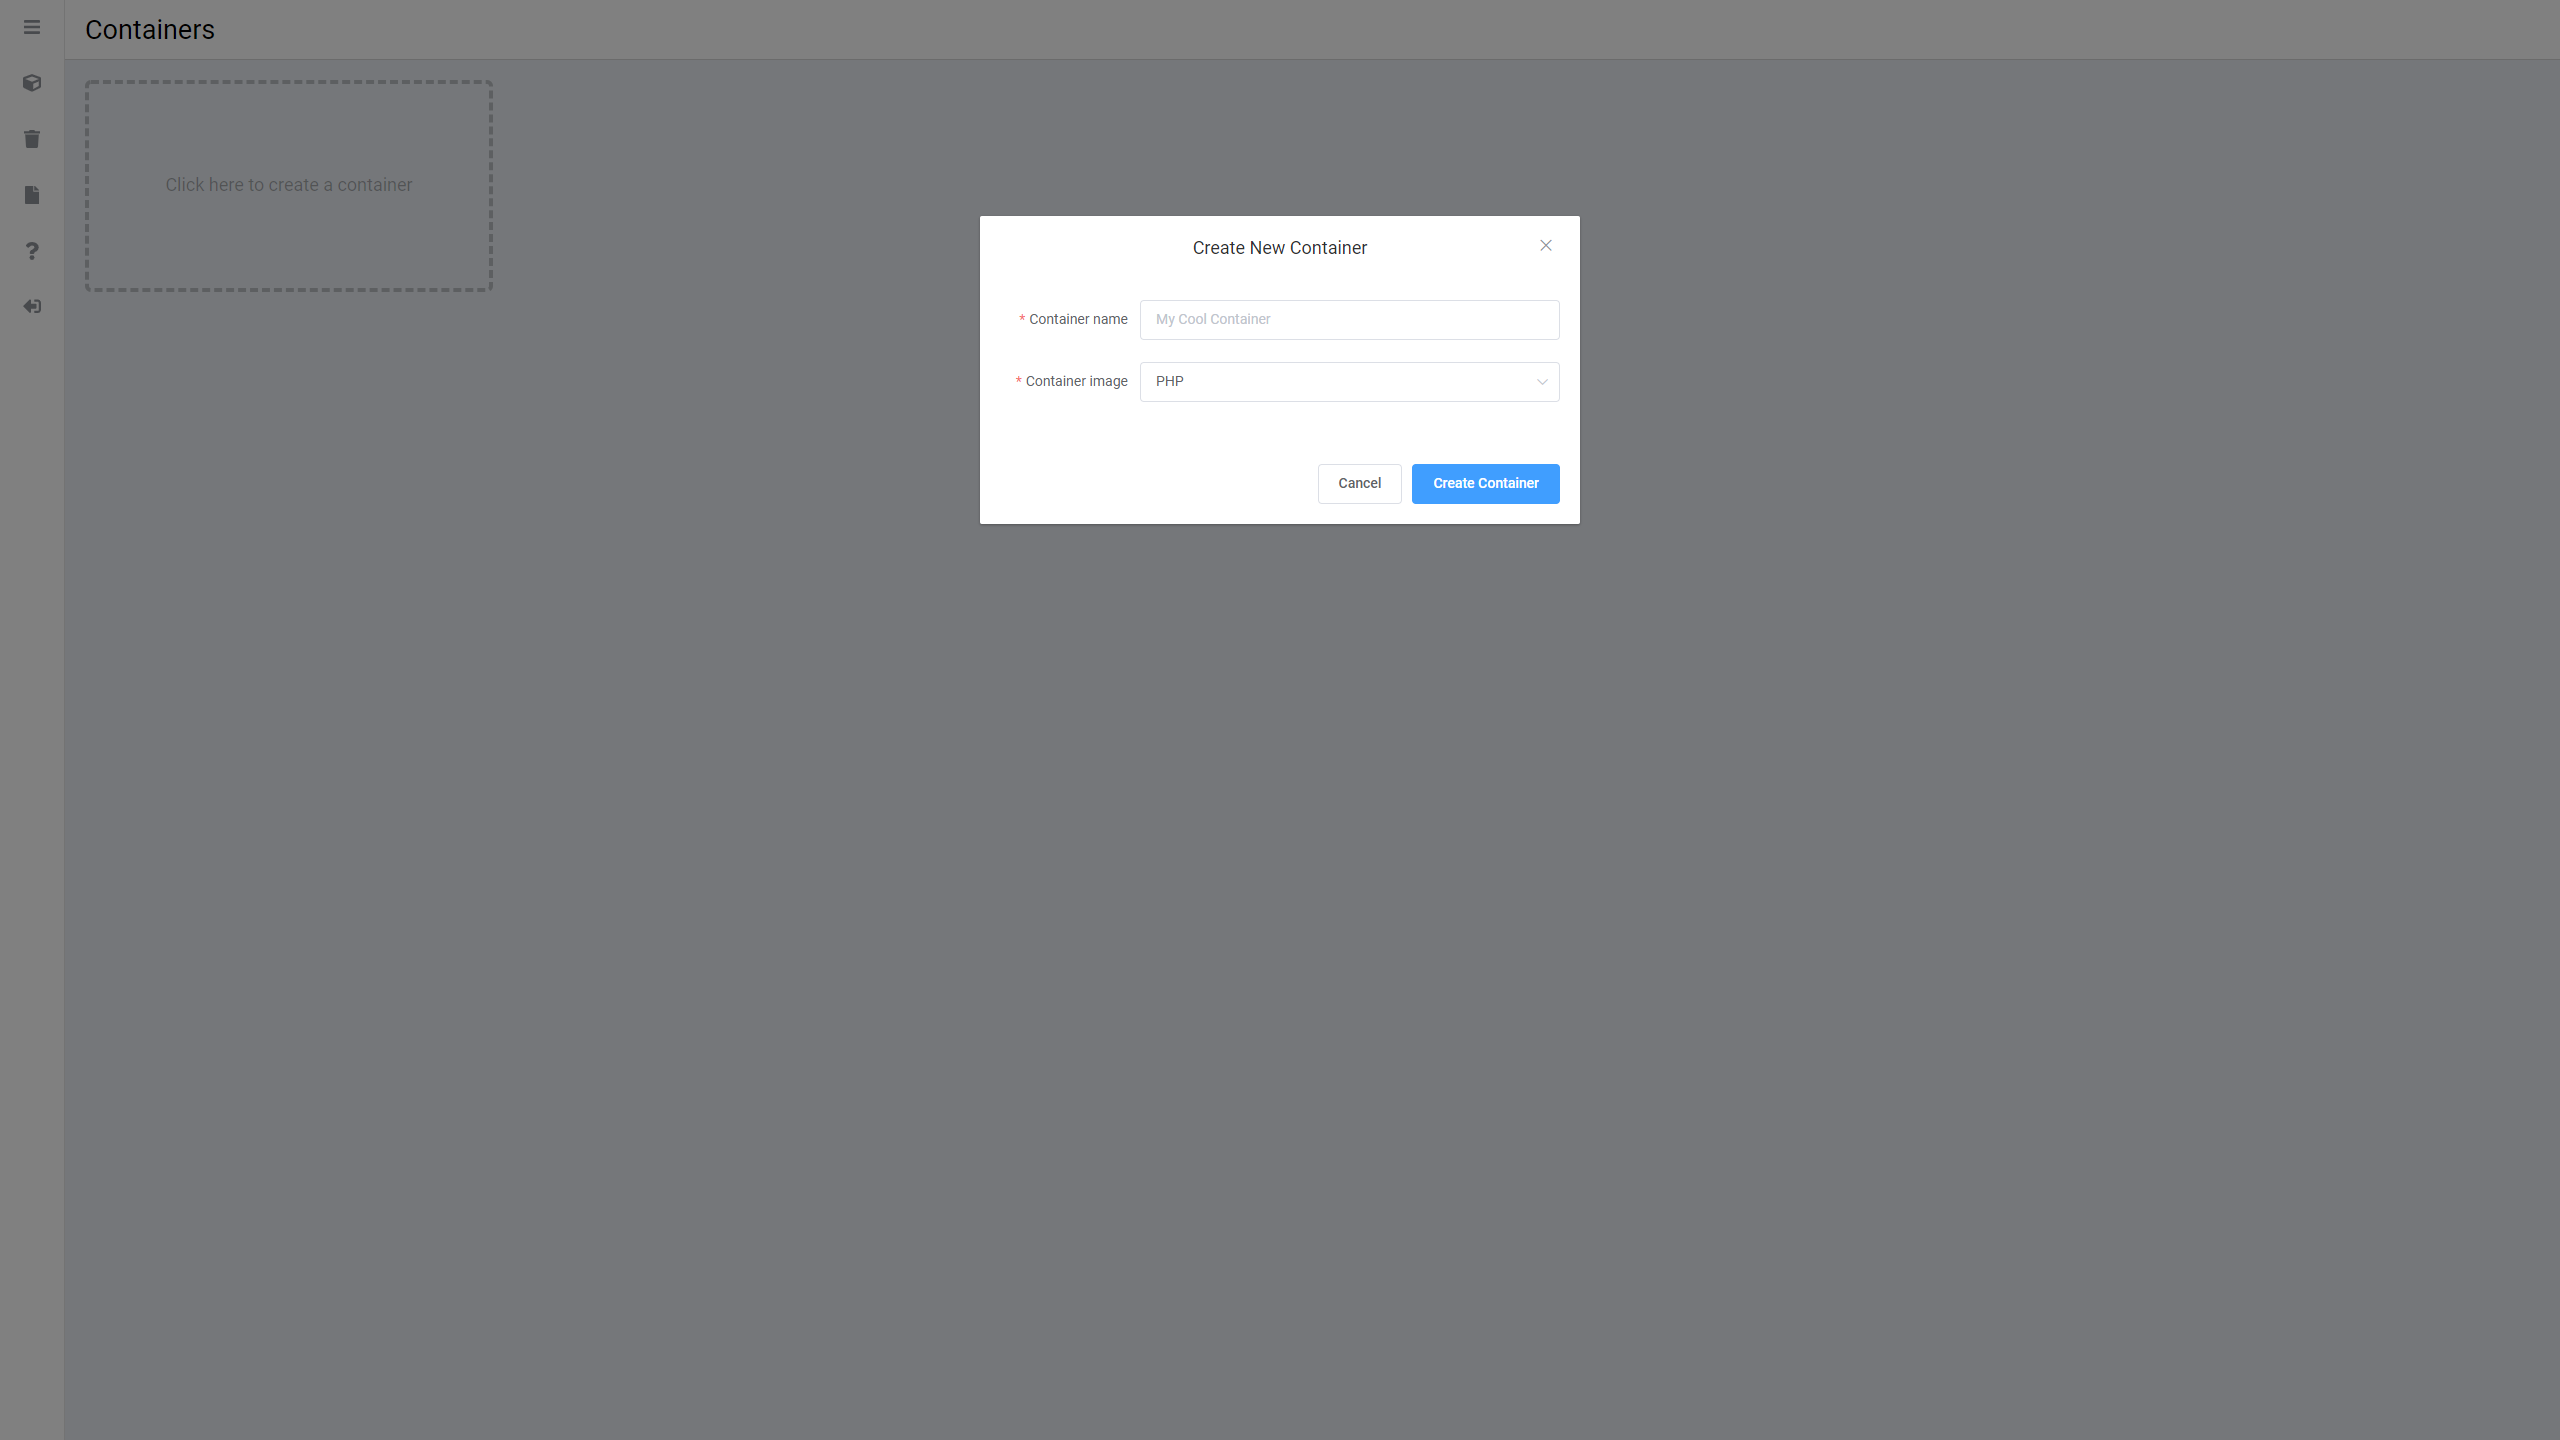 Containers
Click here to create a container
Create New Container
* Container name
My Cool Container
* Container image
PHP
Cancel
Create Container